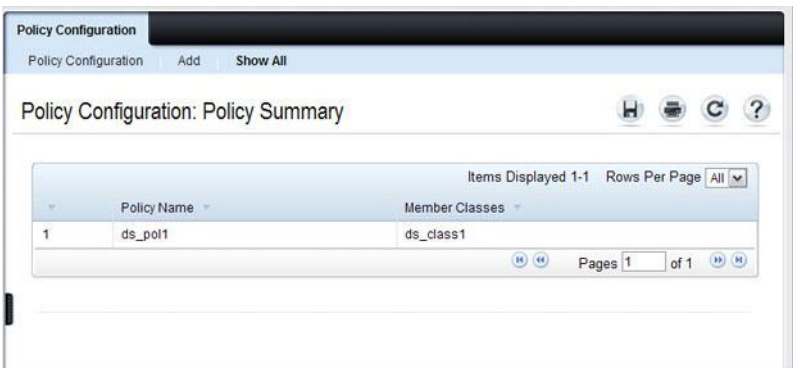 Policy Configuration
Policy Configuration Add Show All
Policy Configuration: Policy Summary
Items Displayed 1-1 Rows Per Page All
Policy Name Member Classes
1 ds_pol1 ds_class1
Pages 1 of 1